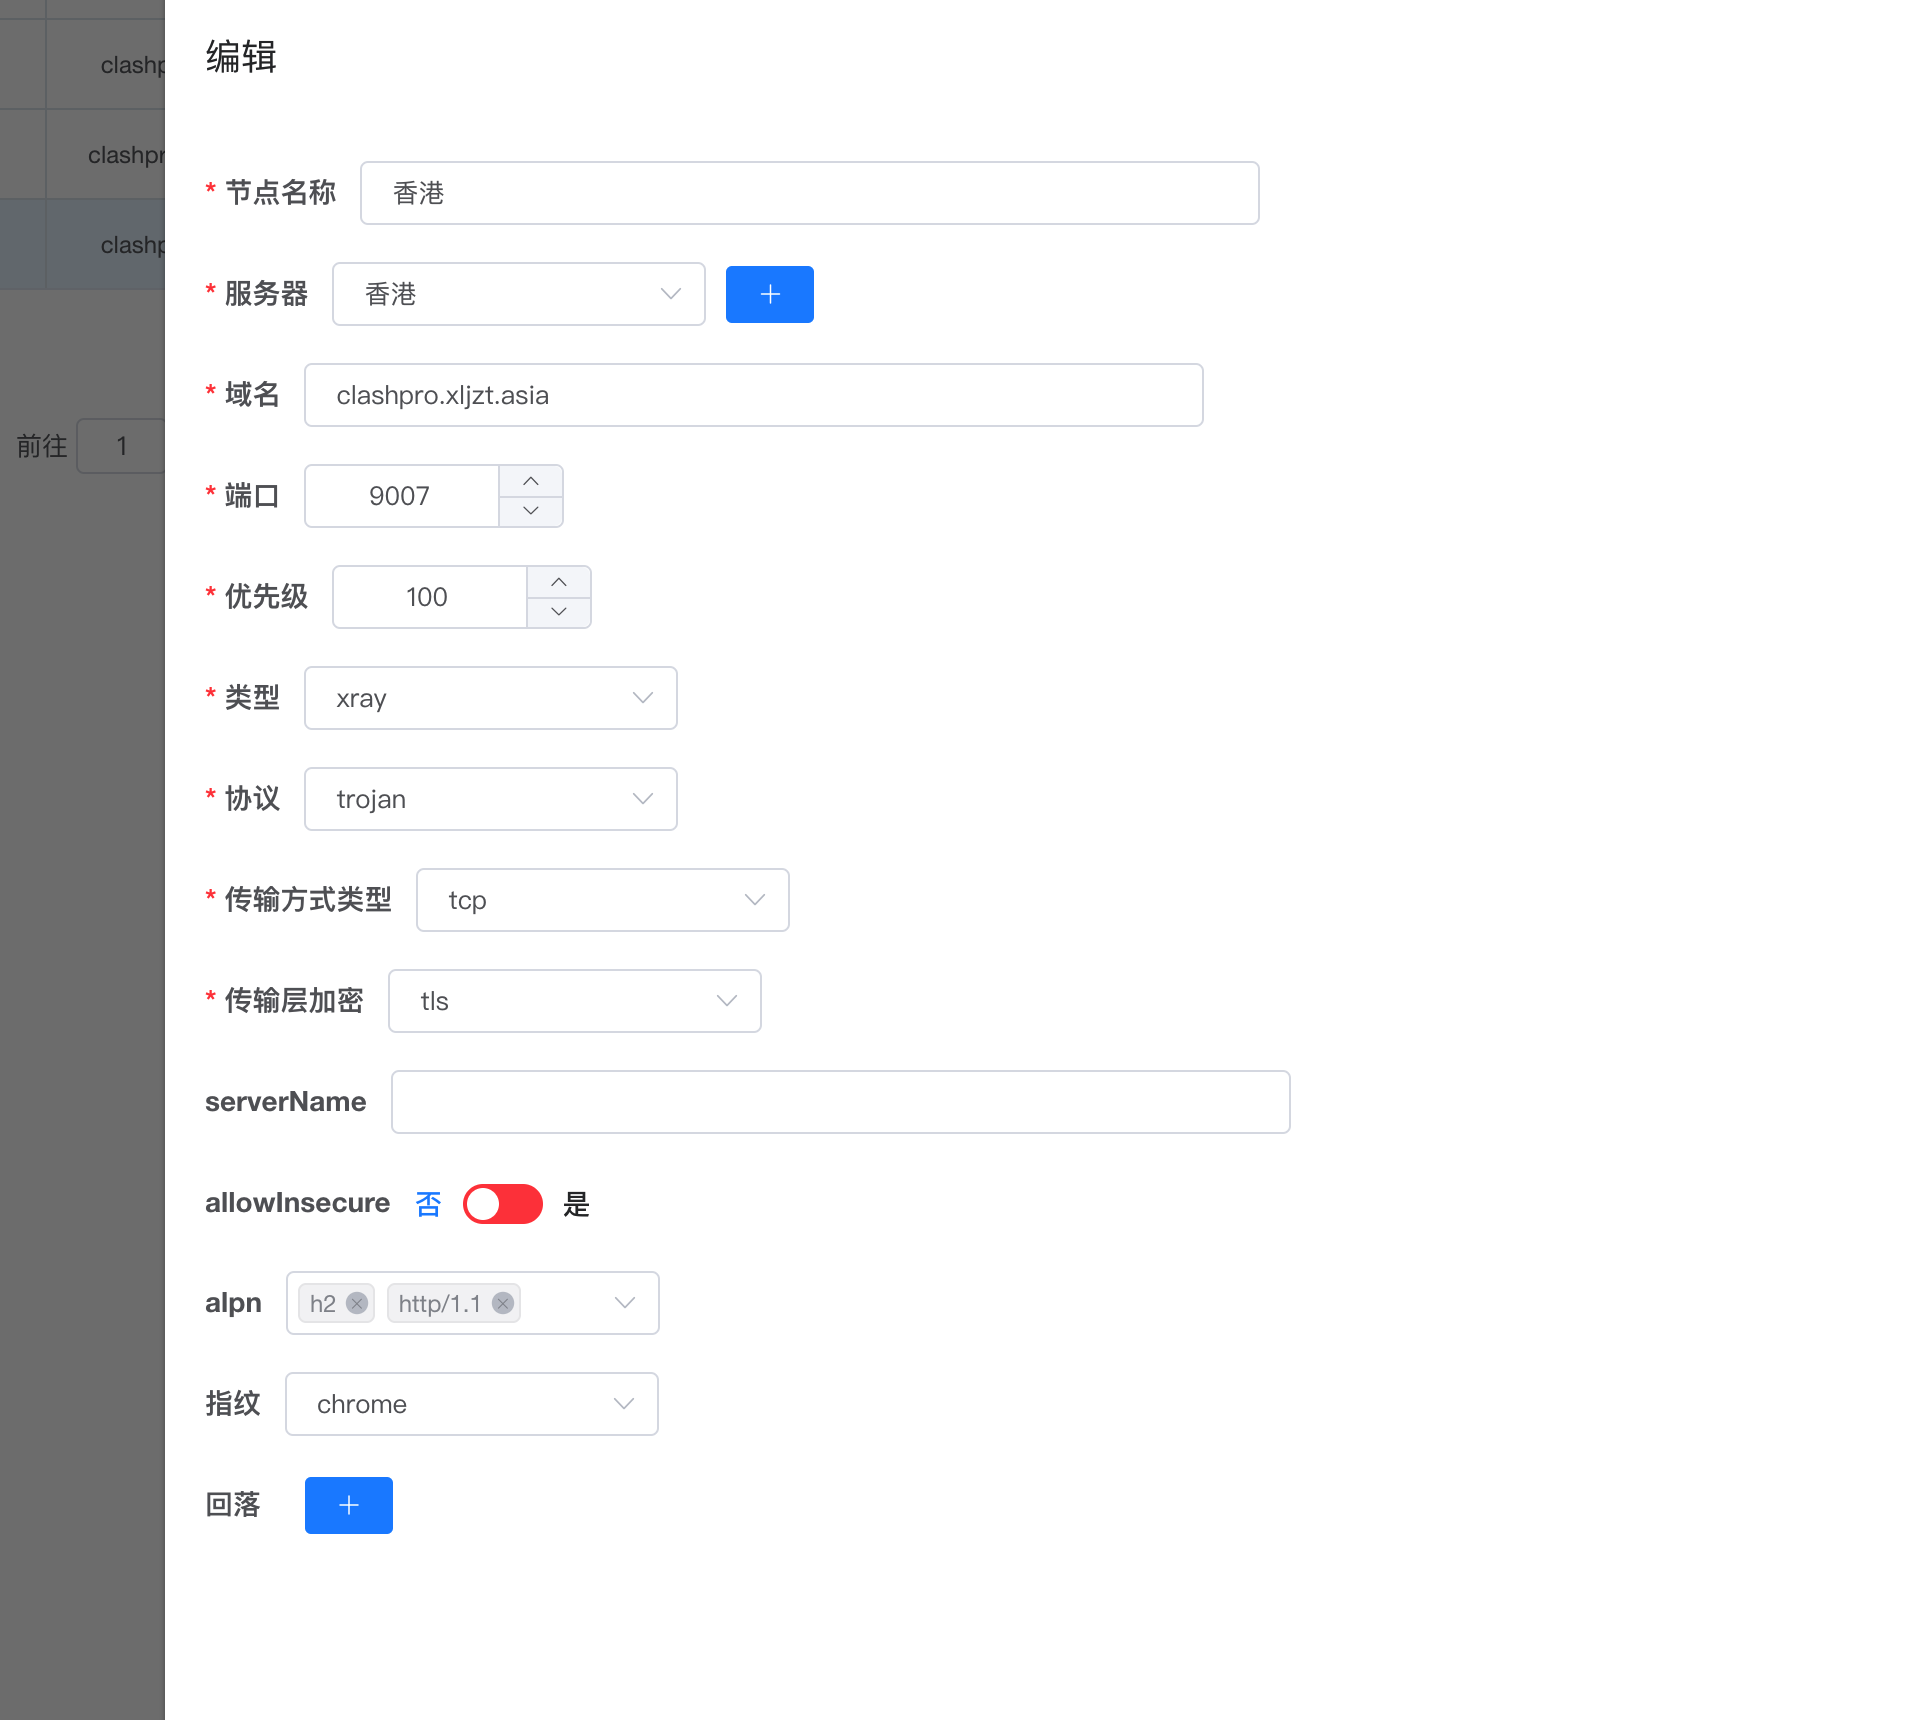 编辑
clashp
clashpr
clashp
前往 1
* 节点名称 香港
* 服务器 香港
* 域名 clashpro.xljzt.asia
* 端口 9007
* 优先级 100
* 类型 xray
* 协议 trojan
* 传输方式类型 tcp
* 传输层加密 tls
serverName
allowInsecure 否 是
alpn h2 http/1.1
指纹 chrome
回落